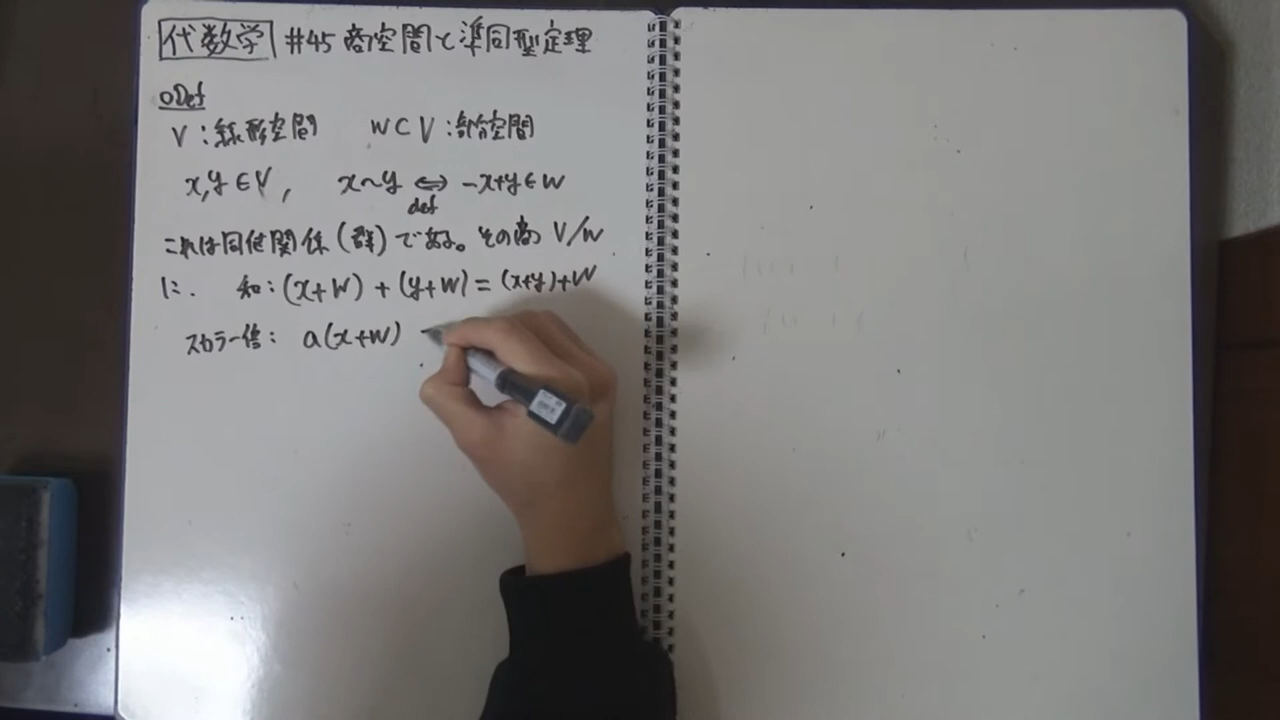 代数学 #45 商空間と準同型定理
○Def
V:線形空間 W⊂V:部分空間
x,y∈V, x~y ⇔ -x+y∈W
def
これは同値関係(群)である。その商 V/W
に、 和:(x+W)+(y+W)=(x+y)+W
スカラー倍: a(x+W)